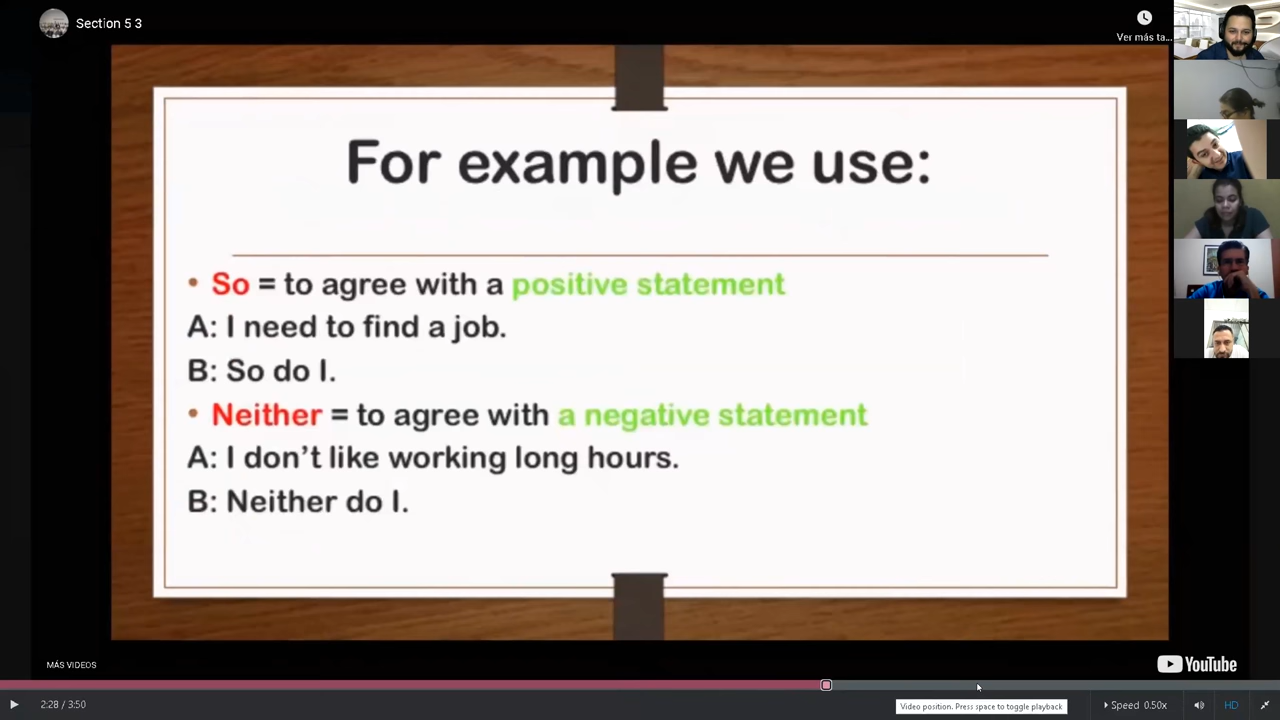 Section 5 3
Ver más ta...
For example we use:
• So = to agree with a positive statement
A: I need to find a job.
B: So do I.
• Neither = to agree with a negative statement
A: I don't like working long hours.
B: Neither do I.
MÁS VIDEOS
YouTube
2:28 / 3:50
Video position. Press space to toggle playback
Speed 0.50x
HD